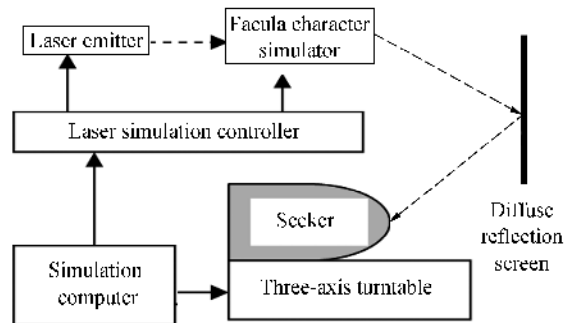 Laser emitter
Facula character
simulator
Laser simulation controller
Seeker
Diffuse
reflection
screen
Simulation
computer
Three-axis turntable